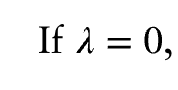 If λ = 0,